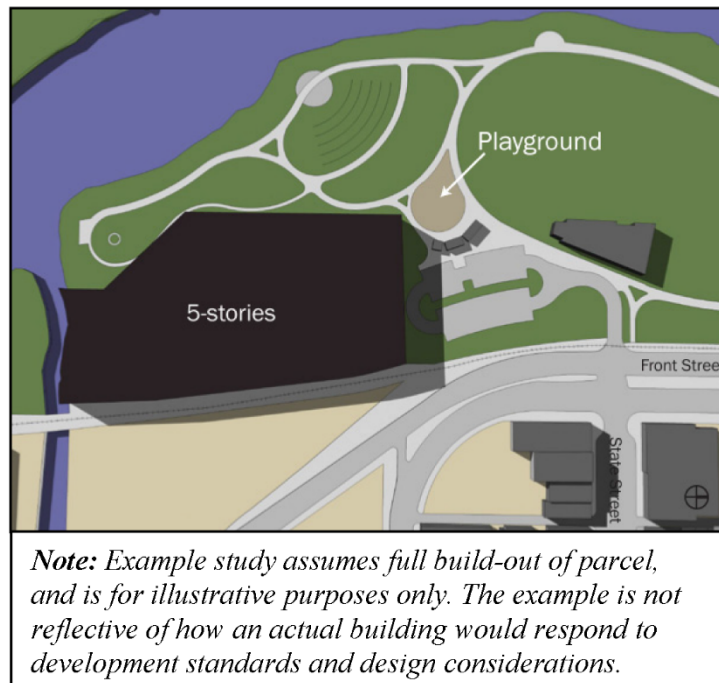 Playground
5-stories
Front Stree
State Street
Note: Example study assumes full build-out of parcel,
and is for illustrative purposes only. The example is not
reflective of how an actual building would respond to
development standards and design considerations.